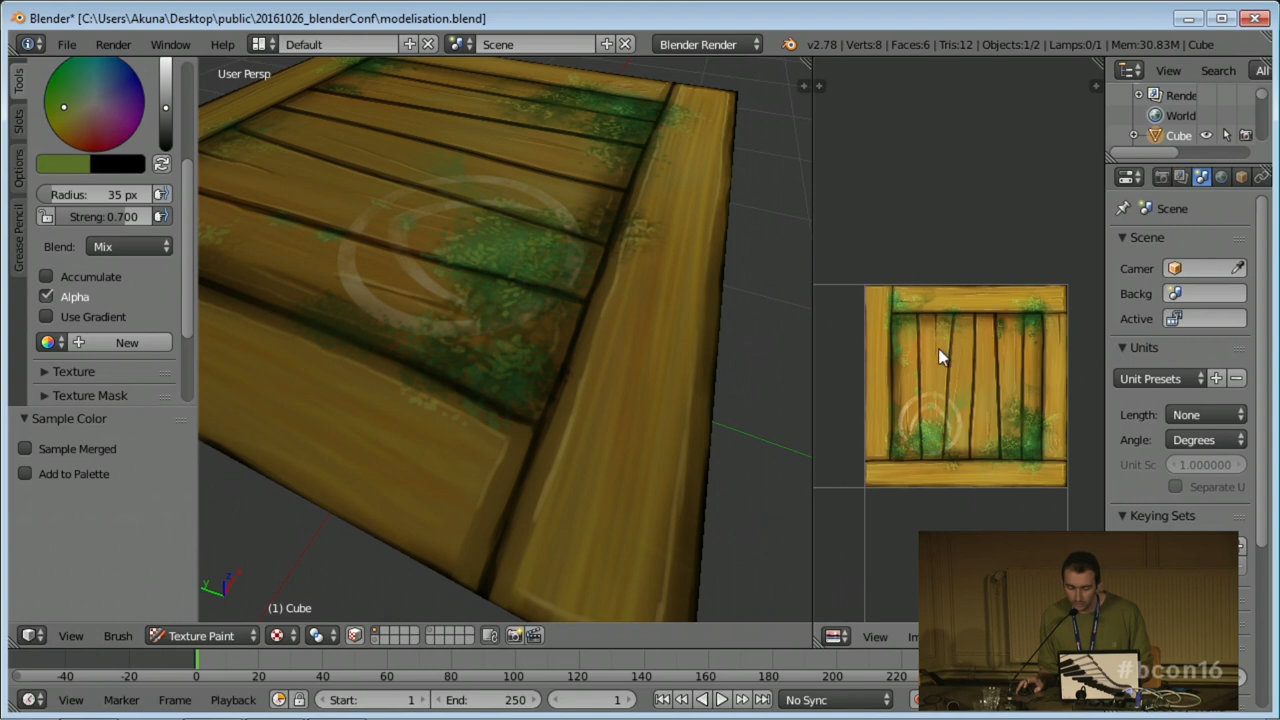 Blender* [C:\Users\Akuna\Desktop\public\20161026_blenderConf\modelisation.blend]
File Render Window Help Default Scene Blender Render v2.78 | Verts:8 | Faces:6 | Tris:12 | Objects:1/2 | Lamps:0/1 | Mem:30.83M | Cube
Tools
Slots
Options
Grease Pencil
Radius: 35 px
Streng: 0.700
Blend: Mix
Accumulate
Alpha
Use Gradient
New
Texture
Texture Mask
Sample Color
Sample Merged
Add to Palette
User Persp
y z
(1) Cube
View Search All
Rende
World
Cube
Scene
Scene
Camer
Backg
Active
Units
Unit Presets
Length: None
Angle: Degrees
Unit Sc 1.000000
Separate U
Keying Sets
View Brush Texture Paint
View Im
-40 -20 0 20 40 60 80 100 120 140 160 180 200 220
View Marker Frame Playback Start: 1 End: 250 1 No Sync
#bcon16